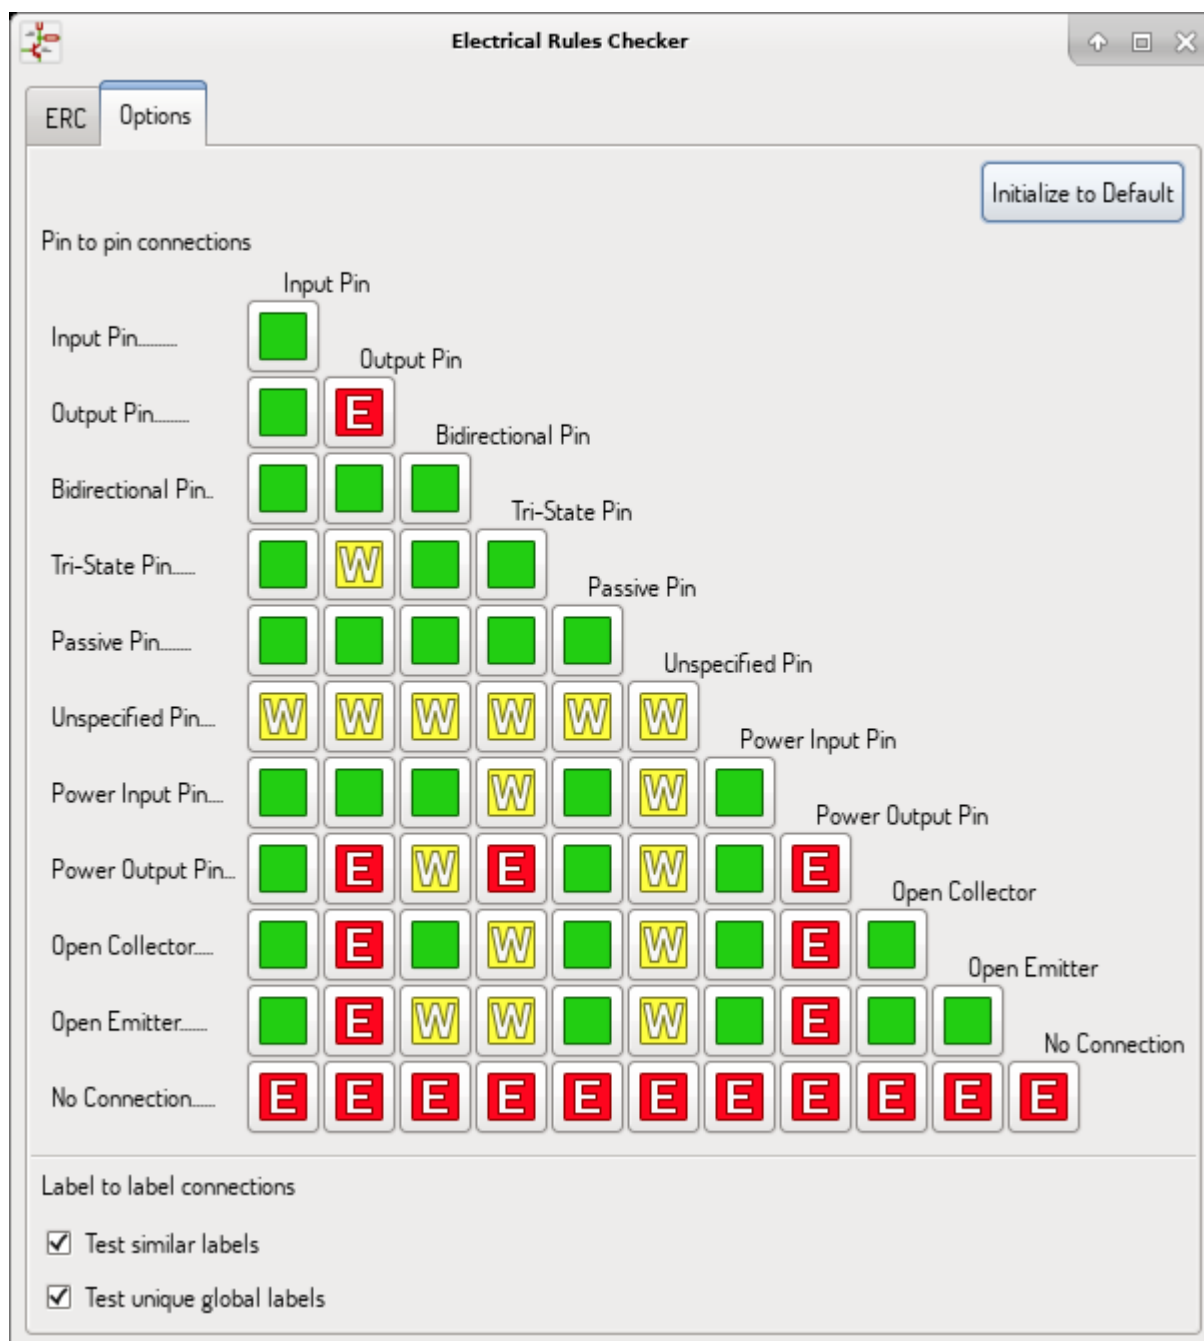 Electrical Rules Checker
ERC Options
Initialize to Default
Pin to pin connections
Input Pin
Input Pin..........
Output Pin
Output Pin.........
E
Bidirectional Pin
Bidirectional Pin..
Tri-State Pin
Tri-State Pin......
W
Passive Pin
Passive Pin........
Unspecified Pin
Unspecified Pin....
W W W W W W
Power Input Pin
Power Input Pin....
W W
Power Output Pin
Power Output Pin...
E W E W E
Open Collector
Open Collector.....
E W W E
Open Emitter
Open Emitter.......
E W W W E
No Connection
No Connection......
E E E E E E E E E E E
Label to label connections
Test similar labels
Test unique global labels